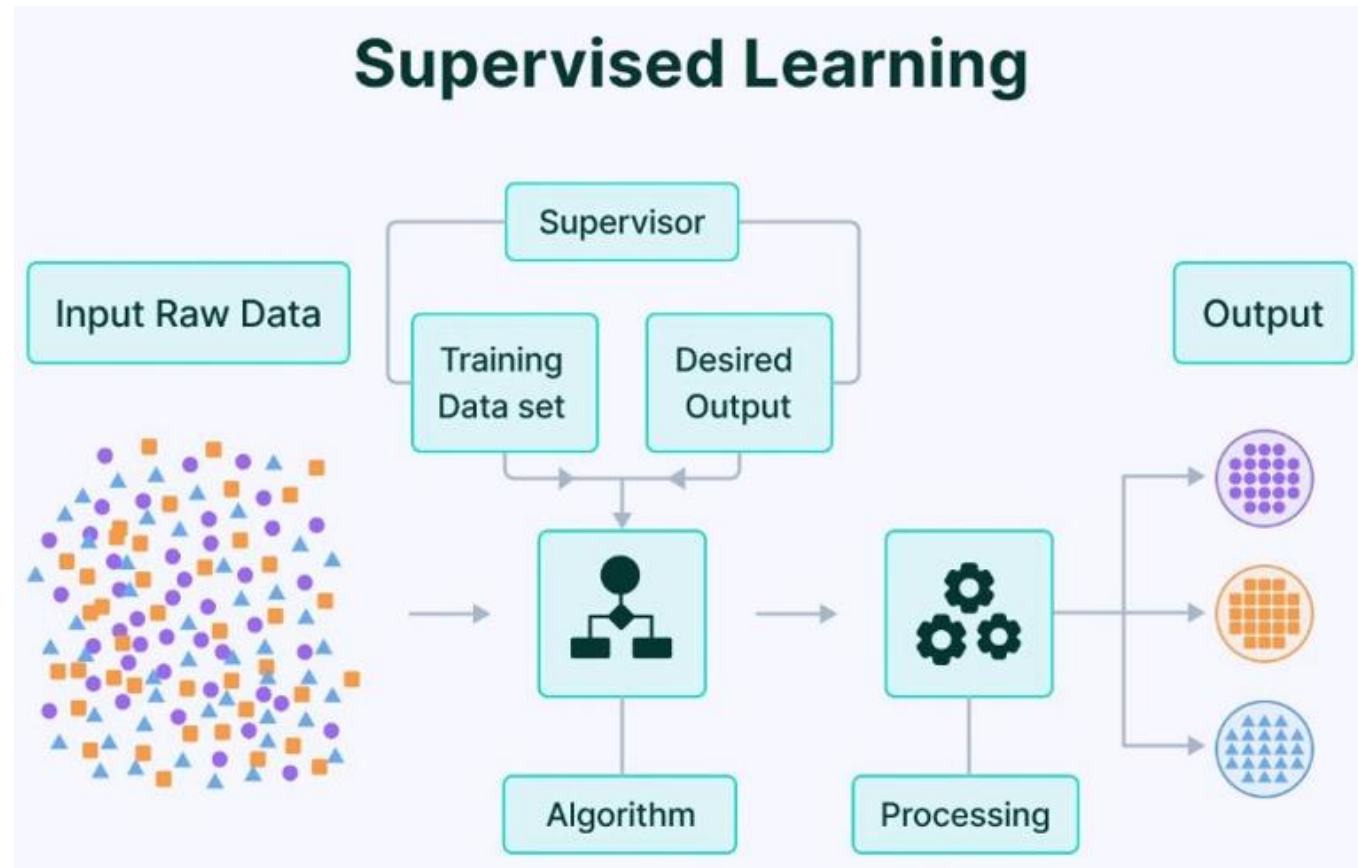 Supervised Learning
Supervisor
Input Raw Data
Training
Data set
Desired
Output
Output
Algorithm
Processing